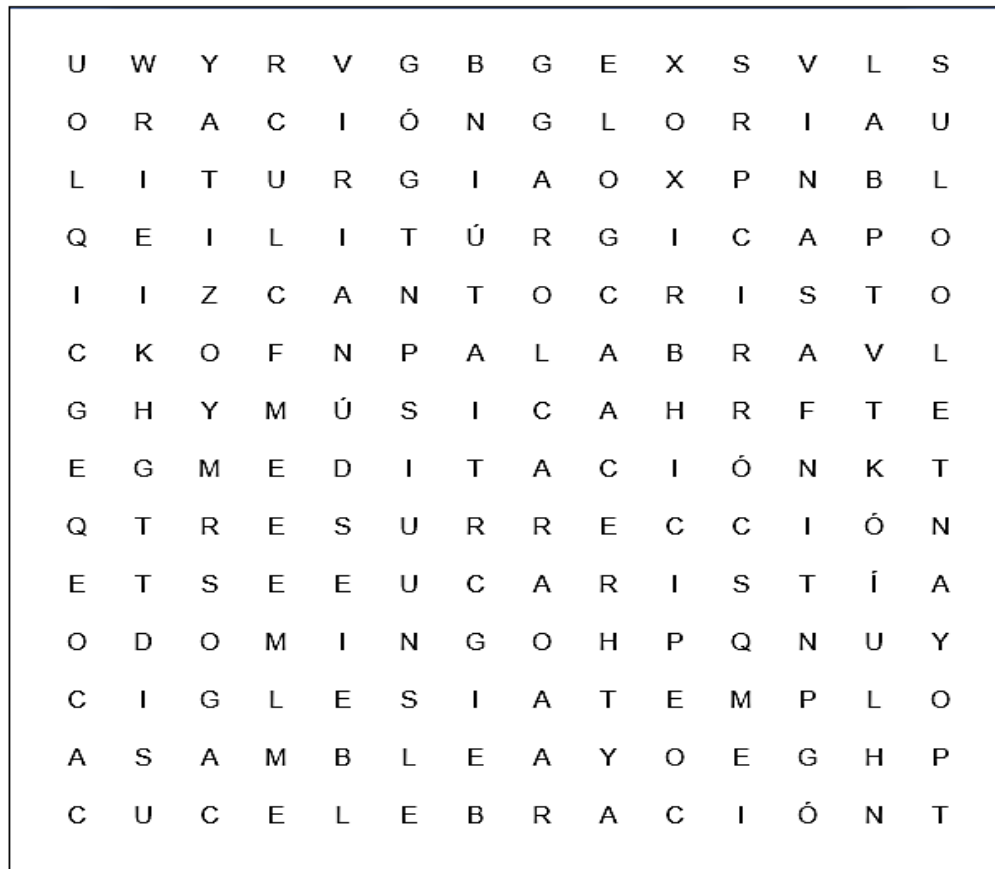 U W Y R V G B G E X S V L S
O R A C I Ó N G L O R I A U
L I T U R G I A O X P N B L
Q E I L I T Ú R G I C A P O
I I Z C A N T O C R I S T O
C K O F N P A L A B R A V L
G H Y M Ú S I C A H R F T E
E G M E D I T A C I Ó N K T
Q T R E S U R R E C C I Ó N
E T S E E U C A R I S T Í A
O D O M I N G O H P Q N U Y
C I G L E S I A T E M P L O
A S A M B L E A Y O E G H P
C U C E L E B R A C I Ó N T